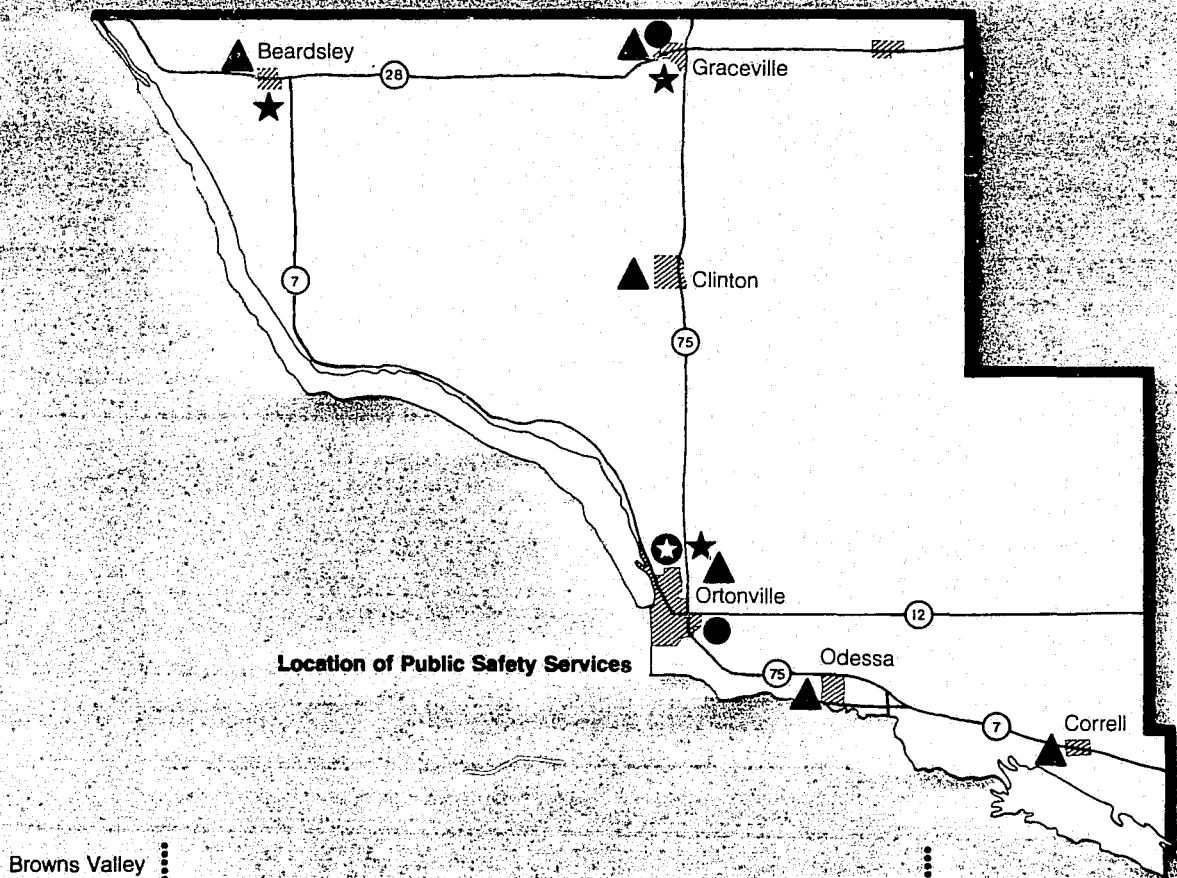 Beardsley
28
Graceville
7
Clinton
75
Ortonville
12
Location of Public Safety Services
75
Odessa
7
Correll
Browns Valley